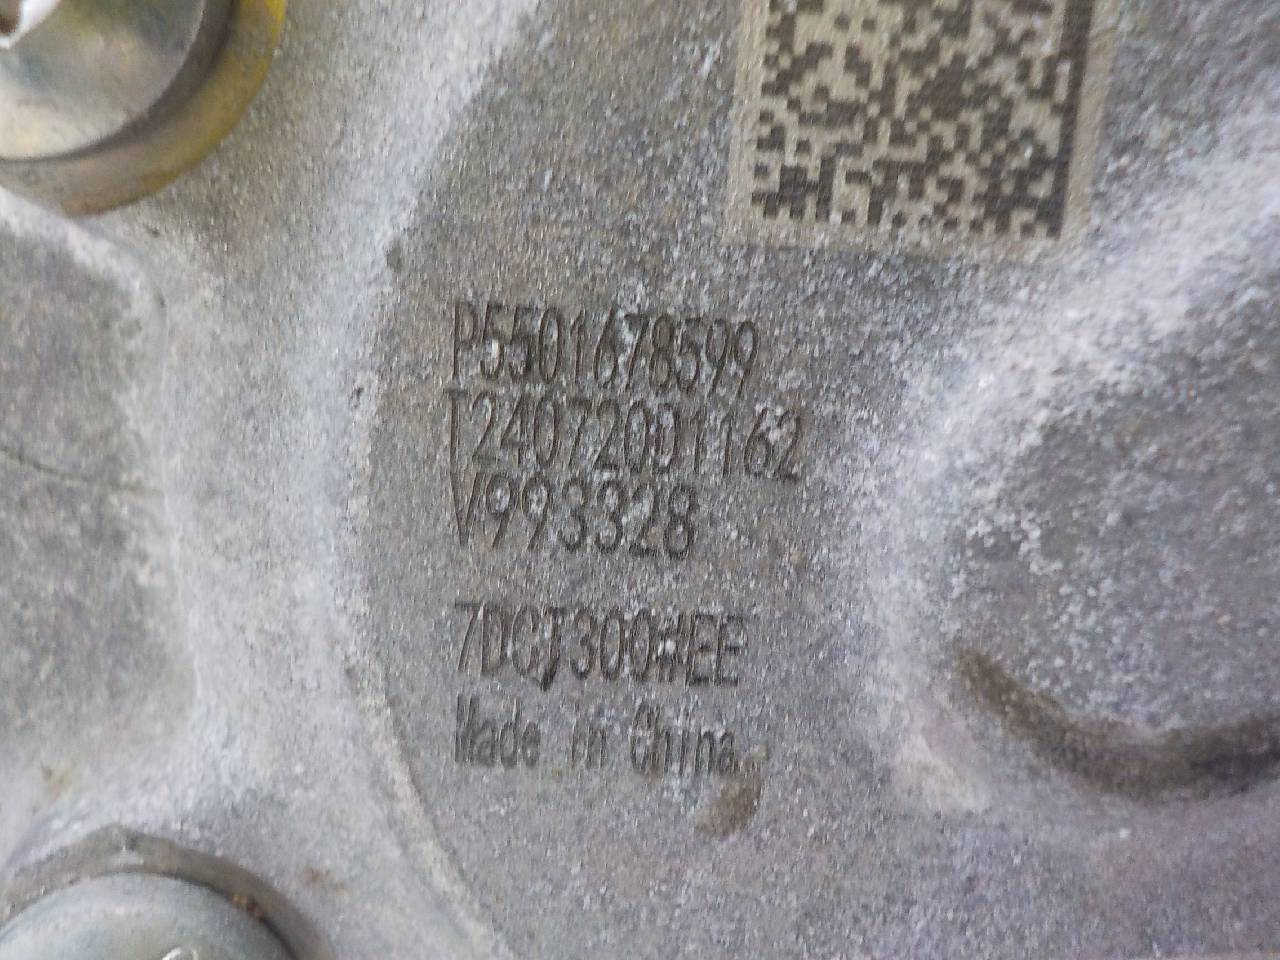 P5501678599
T24072001162
V993328
7DCT300#EE
Made in China